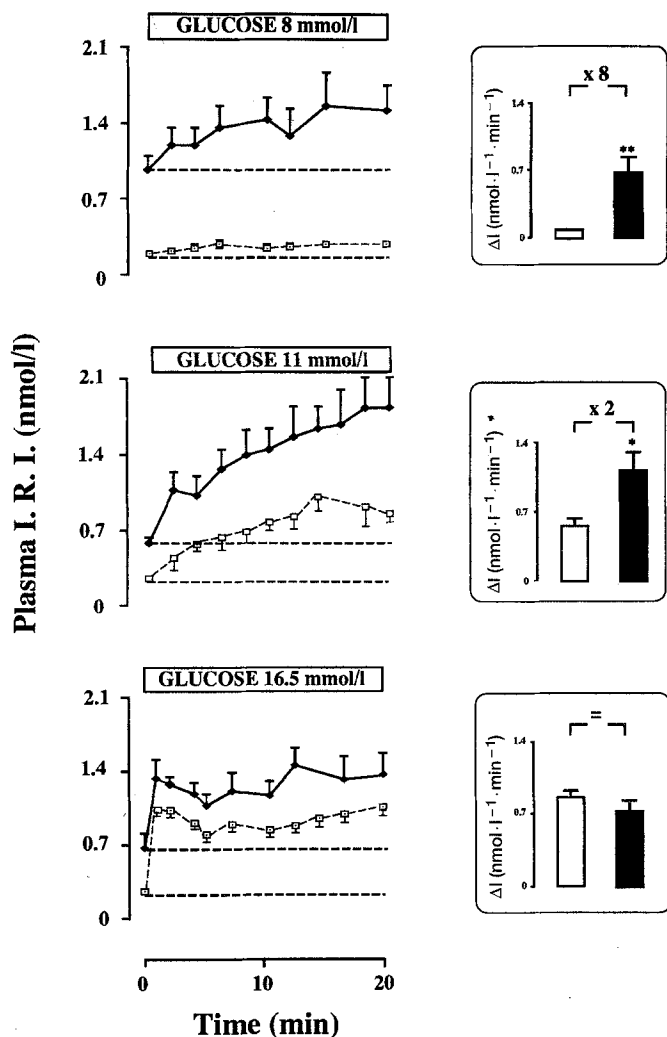 GLUCOSE 8 mmol/l
2.1
1.4
0.7
0
x 8
ΔI (nmol·l⁻¹·min⁻¹)
1.4
0.7
0
**
GLUCOSE 11 mmol/l
2.1
1.4
0.7
0
x 2
ΔI (nmol·l⁻¹·min⁻¹) *
1.4
0.7
0
*
Plasma I. R. I. (nmol/l)
GLUCOSE 16.5 mmol/l
2.1
1.4
0.7
0
=
ΔI (nmol·l⁻¹·min⁻¹)
1.4
0.7
0
0 10 20
Time (min)